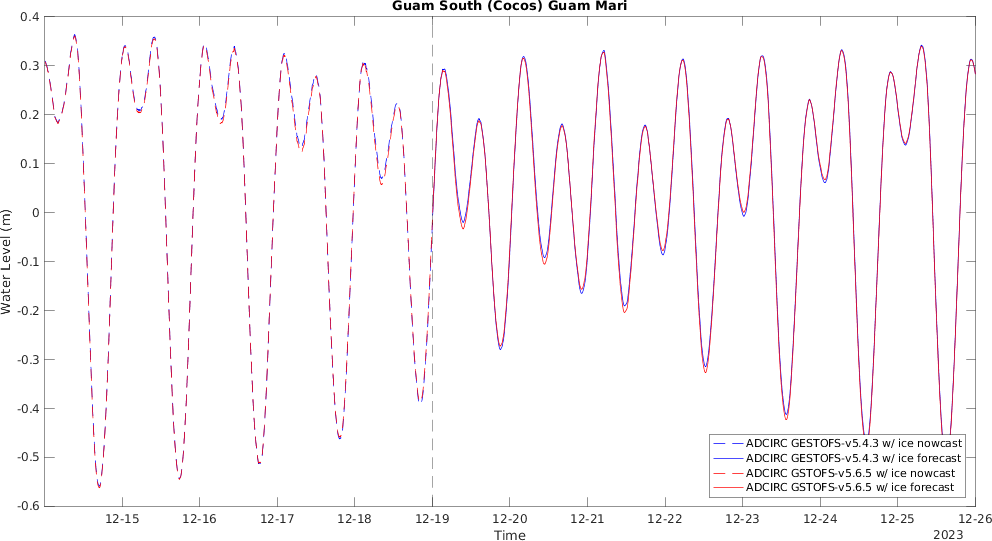 Guam South (Cocos) Guam Mari
0.4
0.3
0.2
0.1
0
-0.1
-0.2
-0.3
-0.4
-0.5
-0.6
Water Level (m)
ADCIRC GESTOFS-v5.4.3 w/ ice nowcast
ADCIRC GESTOFS-v5.4.3 w/ ice forecast
ADCIRC GSTOFS-v5.6.5 w/ ice nowcast
ADCIRC GSTOFS-v5.6.5 w/ ice forecast
12-15 12-16 12-17 12-18 12-19 12-20 12-21 12-22 12-23 12-24 12-25 12-26
Time
2023